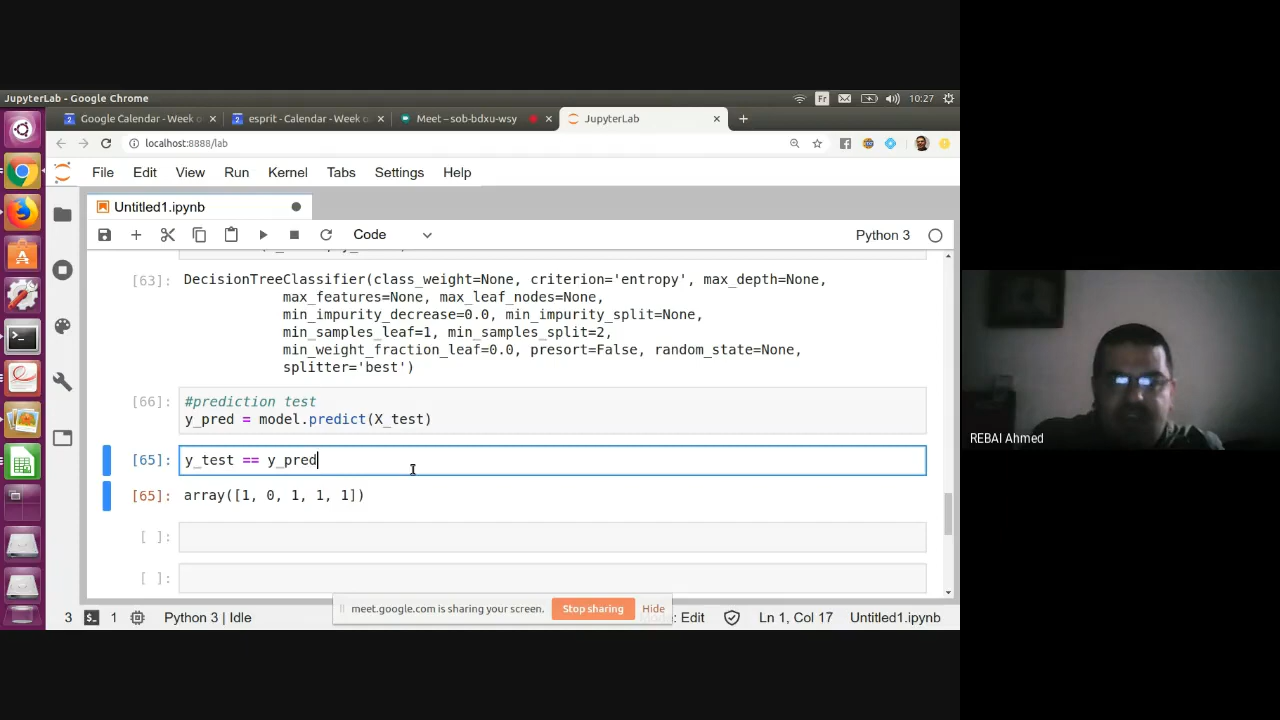 JupyterLab - Google Chrome
Fr
10:27
Google Calendar - Week o
esprit - Calendar - Week o
Meet – sob-bdxu-wsy
JupyterLab
localhost:8888/lab
File Edit View Run Kernel Tabs Settings Help
Untitled1.ipynb
Code
Python 3
[63]:
DecisionTreeClassifier(class_weight=None, criterion='entropy', max_depth=None,
max_features=None, max_leaf_nodes=None,
min_impurity_decrease=0.0, min_impurity_split=None,
min_samples_leaf=1, min_samples_split=2,
min_weight_fraction_leaf=0.0, presort=False, random_state=None,
splitter='best')
[66]:
#prediction test
y_pred = model.predict(X_test)
[65]: y_test == y_pred
[65]: array([1, 0, 1, 1, 1])
[ ]:
[ ]:
meet.google.com is sharing your screen. Stop sharing Hide
3 1 Python 3 | Idle Edit Ln 1, Col 17 Untitled1.ipynb
REBAI Ahmed